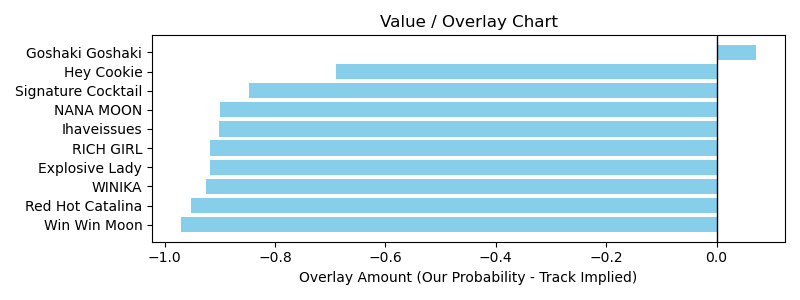 Value / Overlay Chart
Goshaki Goshaki
Hey Cookie
Signature Cocktail
NANA MOON
Ihaveissues
RICH GIRL
Explosive Lady
WINIKA
Red Hot Catalina
Win Win Moon
−1.0 −0.8 −0.6 −0.4 −0.2 0.0
Overlay Amount (Our Probability - Track Implied)